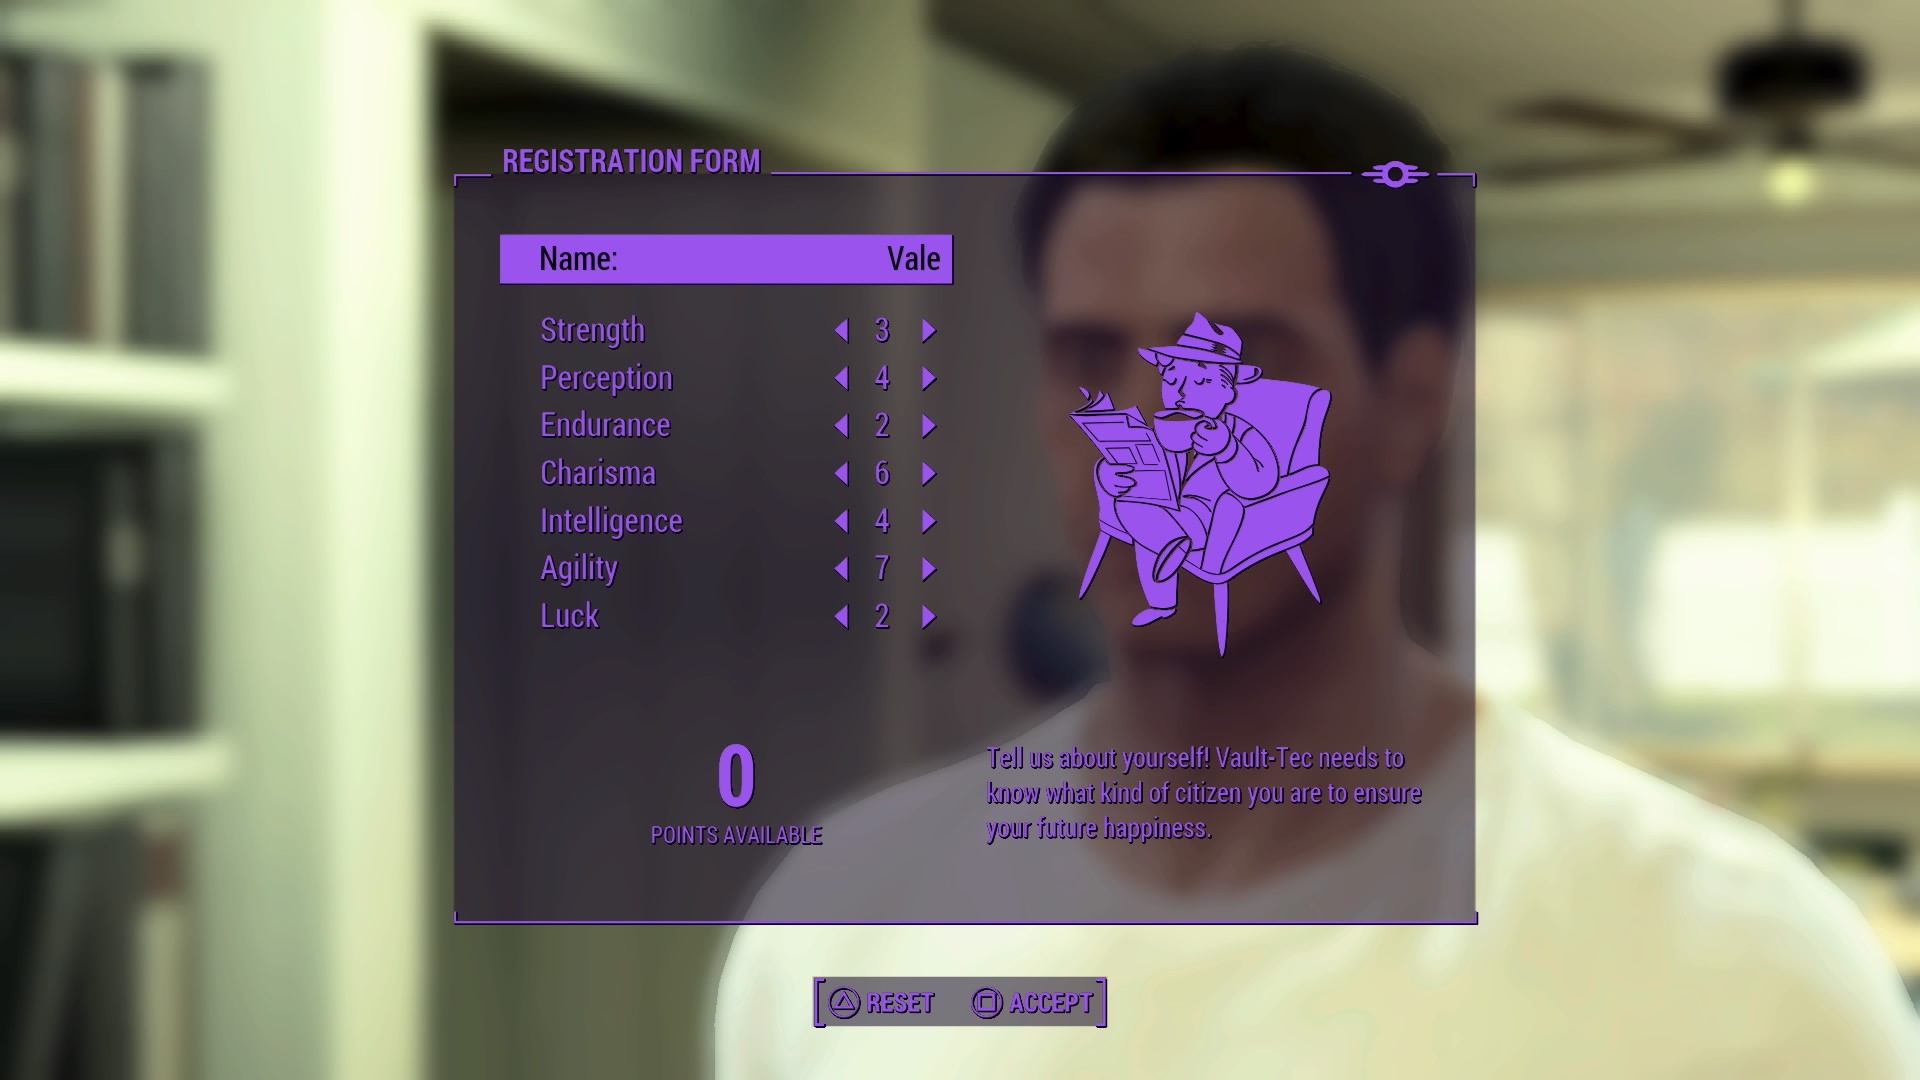 REGISTRATION FORM
Name: Vale
Strength 3
Perception 4
Endurance 2
Charisma 6
Intelligence 4
Agility 7
Luck 2
0
POINTS AVAILABLE
Tell us about yourself! Vault-Tec needs to
know what kind of citizen you are to ensure
your future happiness.
RESET ACCEPT